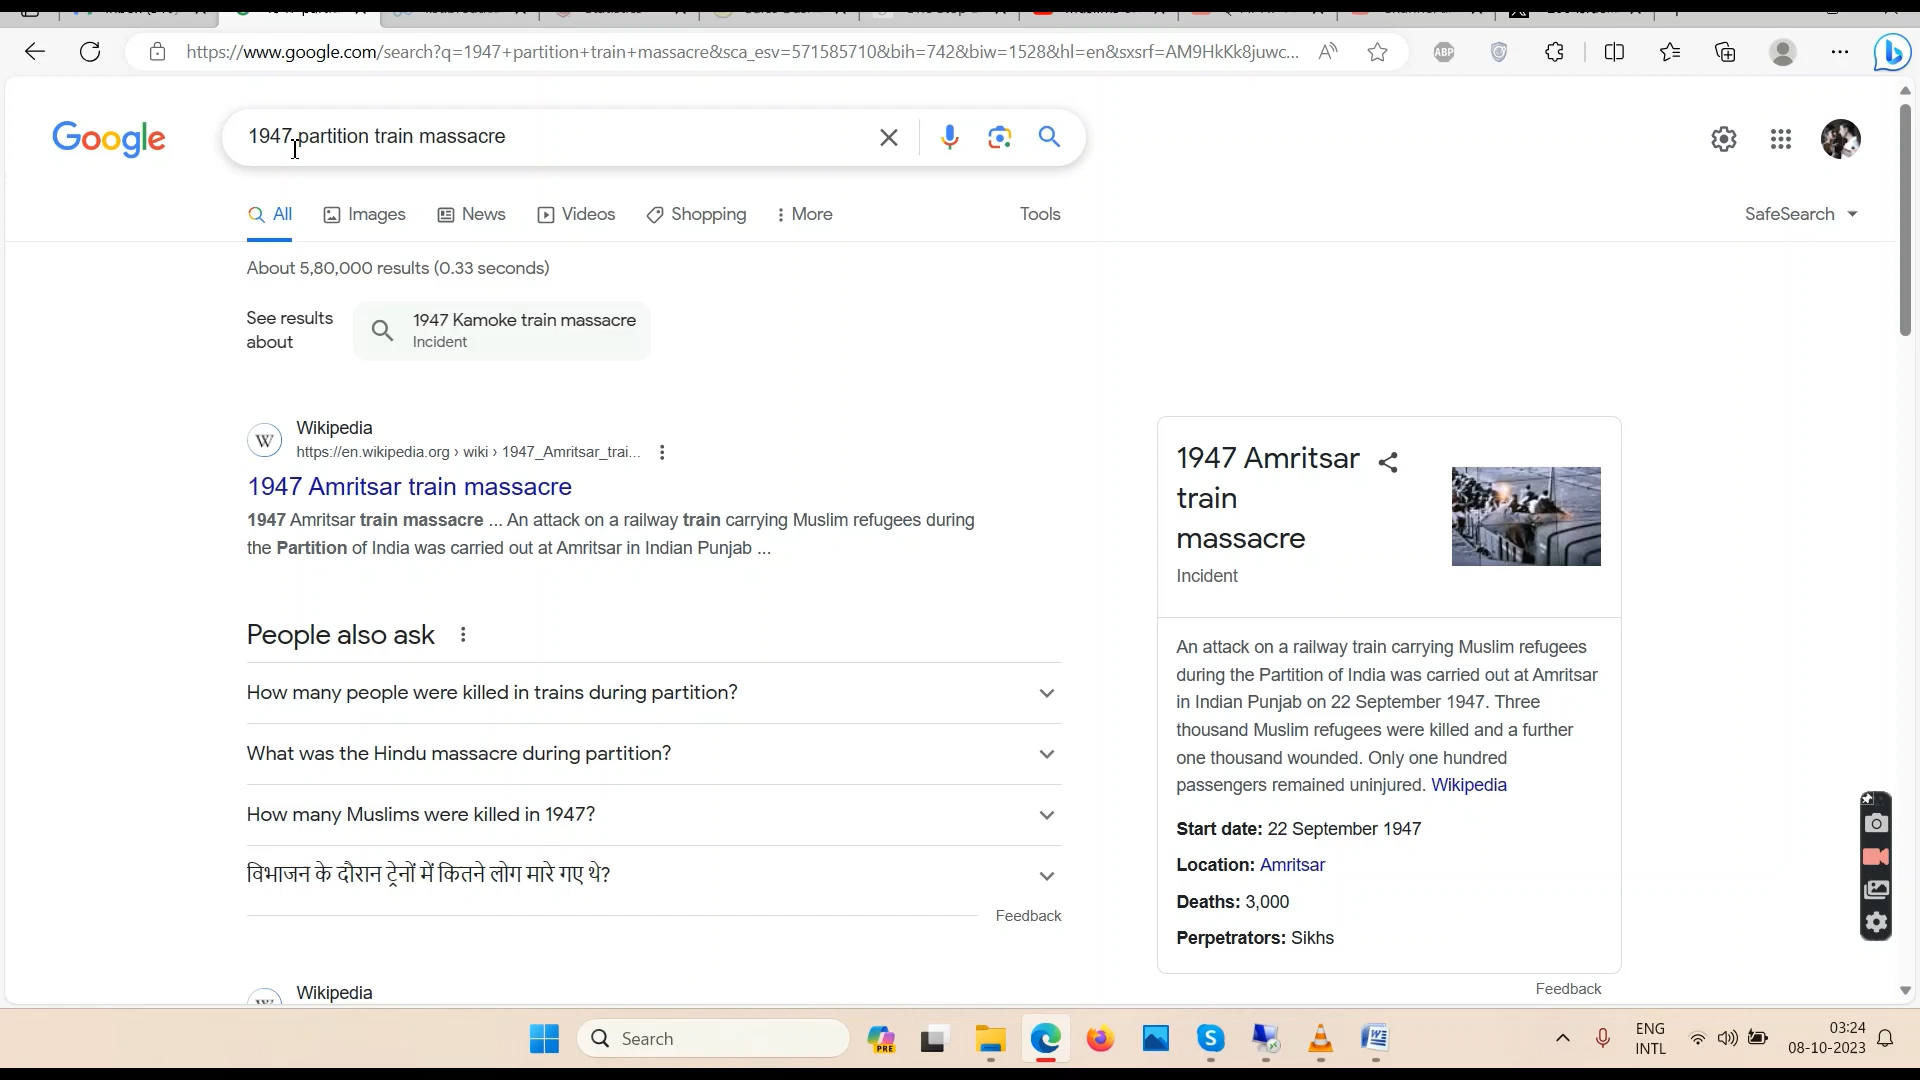 https://www.google.com/search?q=1947+partition+train+massacre&sca_esv=571585710&bih=742&biw=1528&hl=en&sxsrf=AM9HkKk8juwc...
ABP
Google
1947 partition train massacre
All
Images
News
Videos
Shopping
More
Tools
SafeSearch
About 5,80,000 results (0.33 seconds)
See results
about
1947 Kamoke train massacre
Incident
W
Wikipedia
https://en.wikipedia.org › wiki › 1947_Amritsar_trai...
1947 Amritsar train massacre
1947 Amritsar train massacre ... An attack on a railway train carrying Muslim refugees during
the Partition of India was carried out at Amritsar in Indian Punjab ...
People also ask
How many people were killed in trains during partition?
What was the Hindu massacre during partition?
How many Muslims were killed in 1947?
विभाजन के दौरान ट्रेनों में कितने लोग मारे गए थे?
Feedback
Wikipedia
1947 Amritsar
train
massacre
Incident
An attack on a railway train carrying Muslim refugees
during the Partition of India was carried out at Amritsar
in Indian Punjab on 22 September 1947. Three
thousand Muslim refugees were killed and a further
one thousand wounded. Only one hundred
passengers remained uninjured. Wikipedia
Start date: 22 September 1947
Location: Amritsar
Deaths: 3,000
Perpetrators: Sikhs
Feedback
Search
PRE
ENG
INTL
03:24
08-10-2023